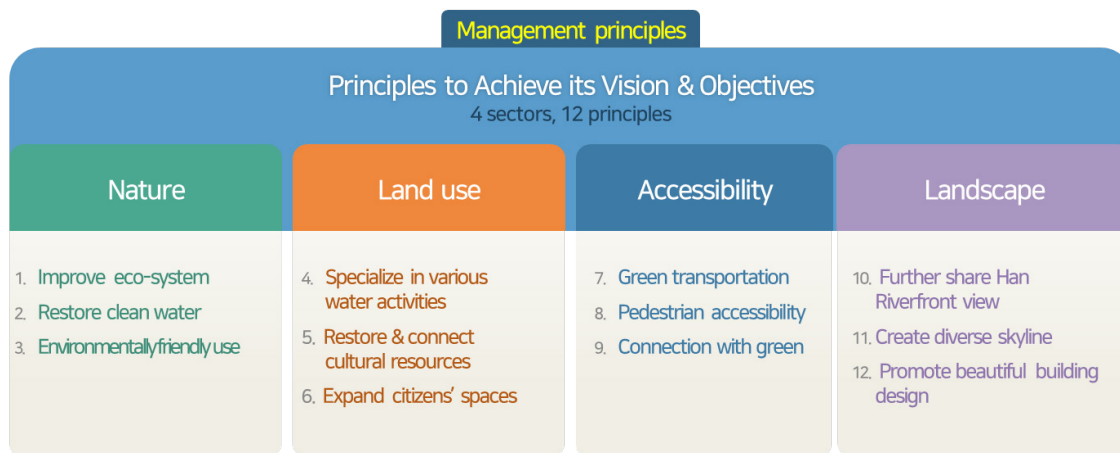 Management principles
Principles to Achieve its Vision & Objectives
4 sectors, 12 principles
Nature
1. Improve eco-system
2. Restore clean water
3. Environmentallyfriendly use
Land use
4. Specialize in various
water activities
5. Restore & connect
cultural resources
6. Expand citizens' spaces
Accessibility
7. Green transportation
8. Pedestrian accessibility
9. Connection with green
Landscape
10. Further share Han
Riverfront view
11. Create diverse skyline
12. Promote beautiful building
design